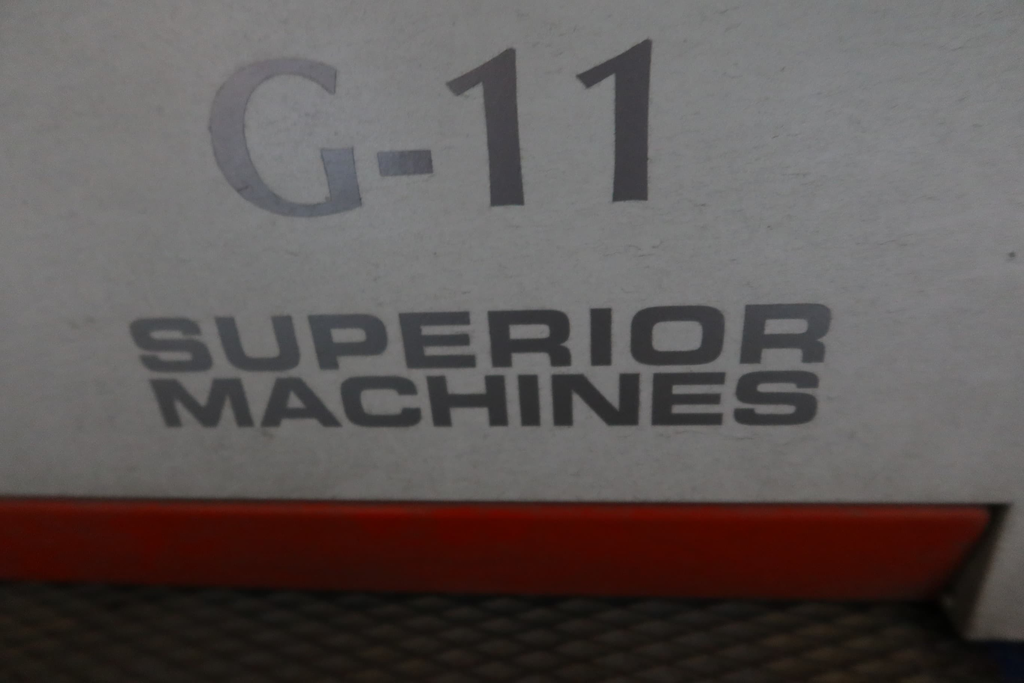 G-11
SUPERIOR
MACHINES